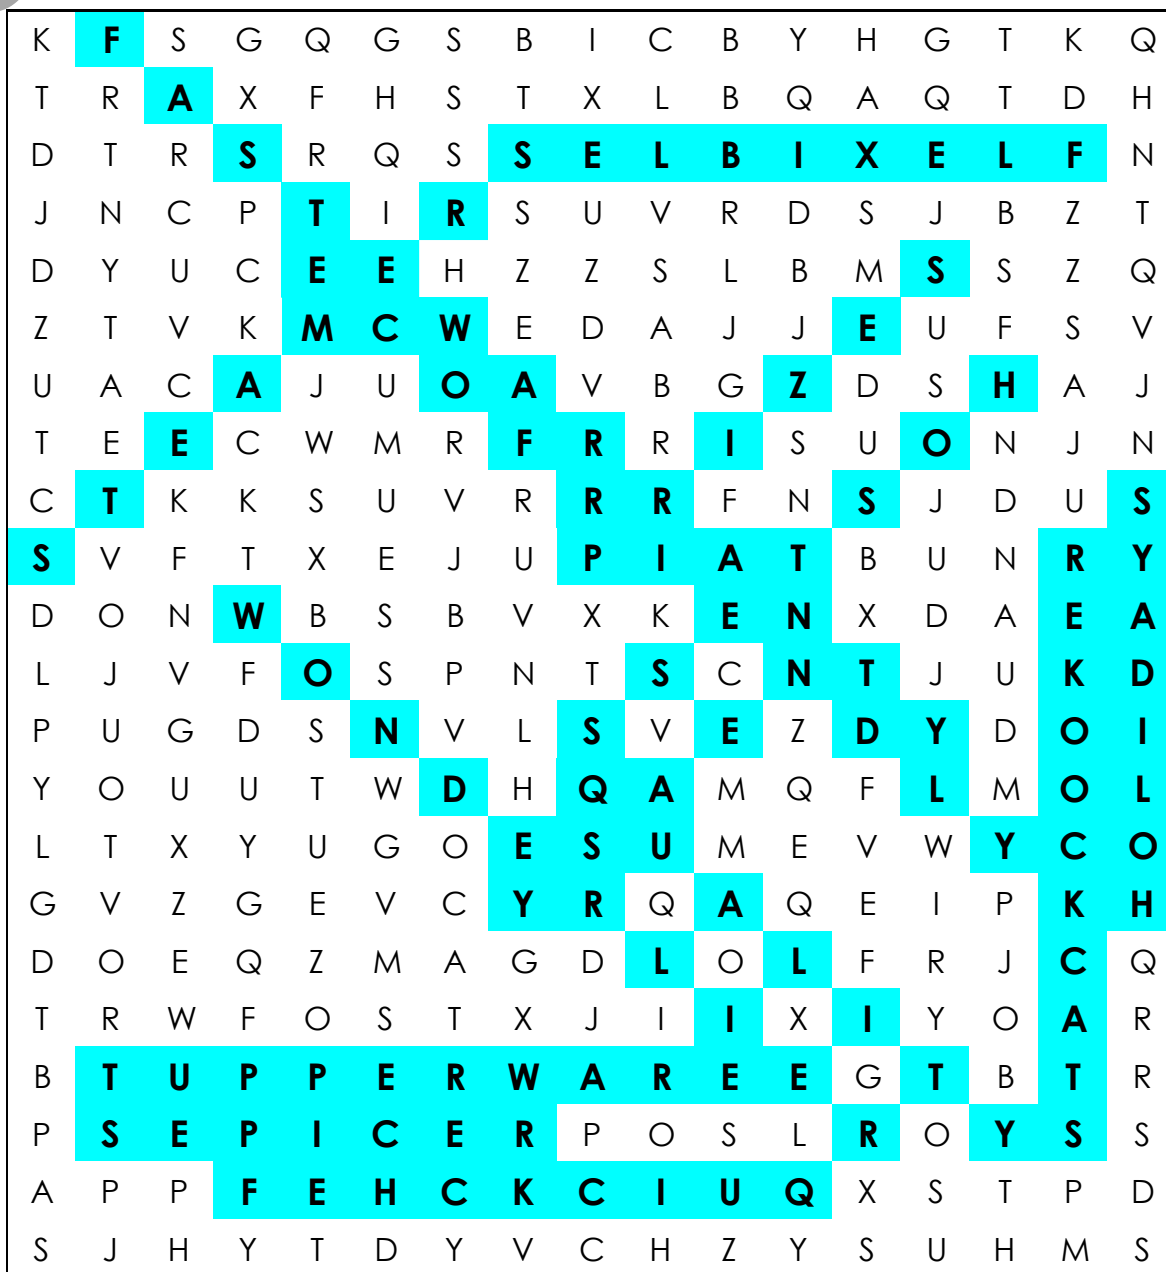 K F S G Q G S B I C B Y H G T K Q
T R A X F H S T X L B Q A Q T D H
D T R S R Q S S E L B I X E L F N
J N C P T I R S U V R D S J B Z T
D Y U C E E H Z Z S L B M S S Z Q
Z T V K M C W E D A J J E U F S V
U A C A J U O A V B G Z D S H A J
T E E C W M R F R R I S U O N J N
C T K K S U V R R R F N S J D U S
S V F T X E J U P I A T B U N R Y
D O N W B S B V X K E N X D A E A
L J V F O S P N T S C N T J U K D
P U G D S N V L S V E Z D Y D O I
Y O U U T W D H Q A M Q F L M O L
L T X Y U G O E S U M E V W Y C O
G V Z G E V C Y R Q A Q E I P K H
D O E Q Z M A G D L O L F R J C Q
T R W F O S T X J I I X I Y O A R
B T U P P E R W A R E E G T B T R
P S E P I C E R P O S L R O Y S S
A P P F E H C K C I U Q X S T P D
S J H Y T D Y V C H Z Y S U H M S